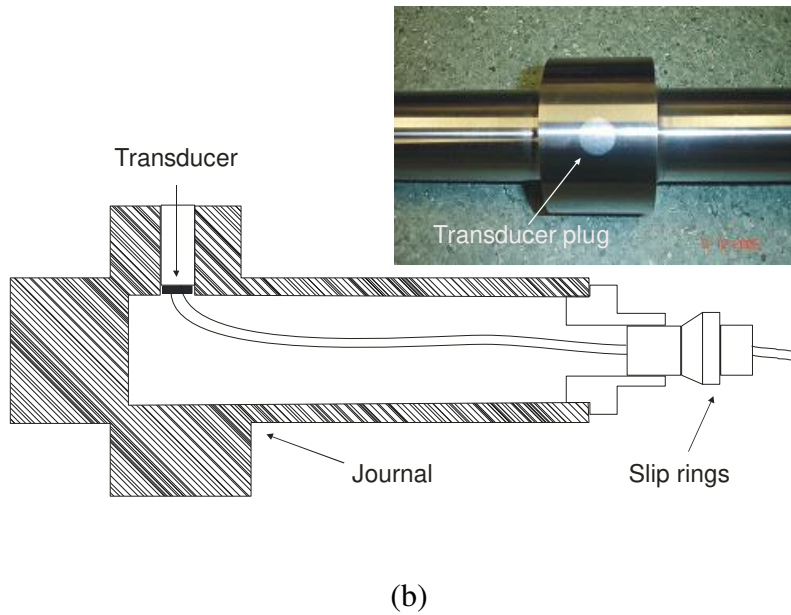 Transducer
Transducer plug
Journal
Slip rings
(b)